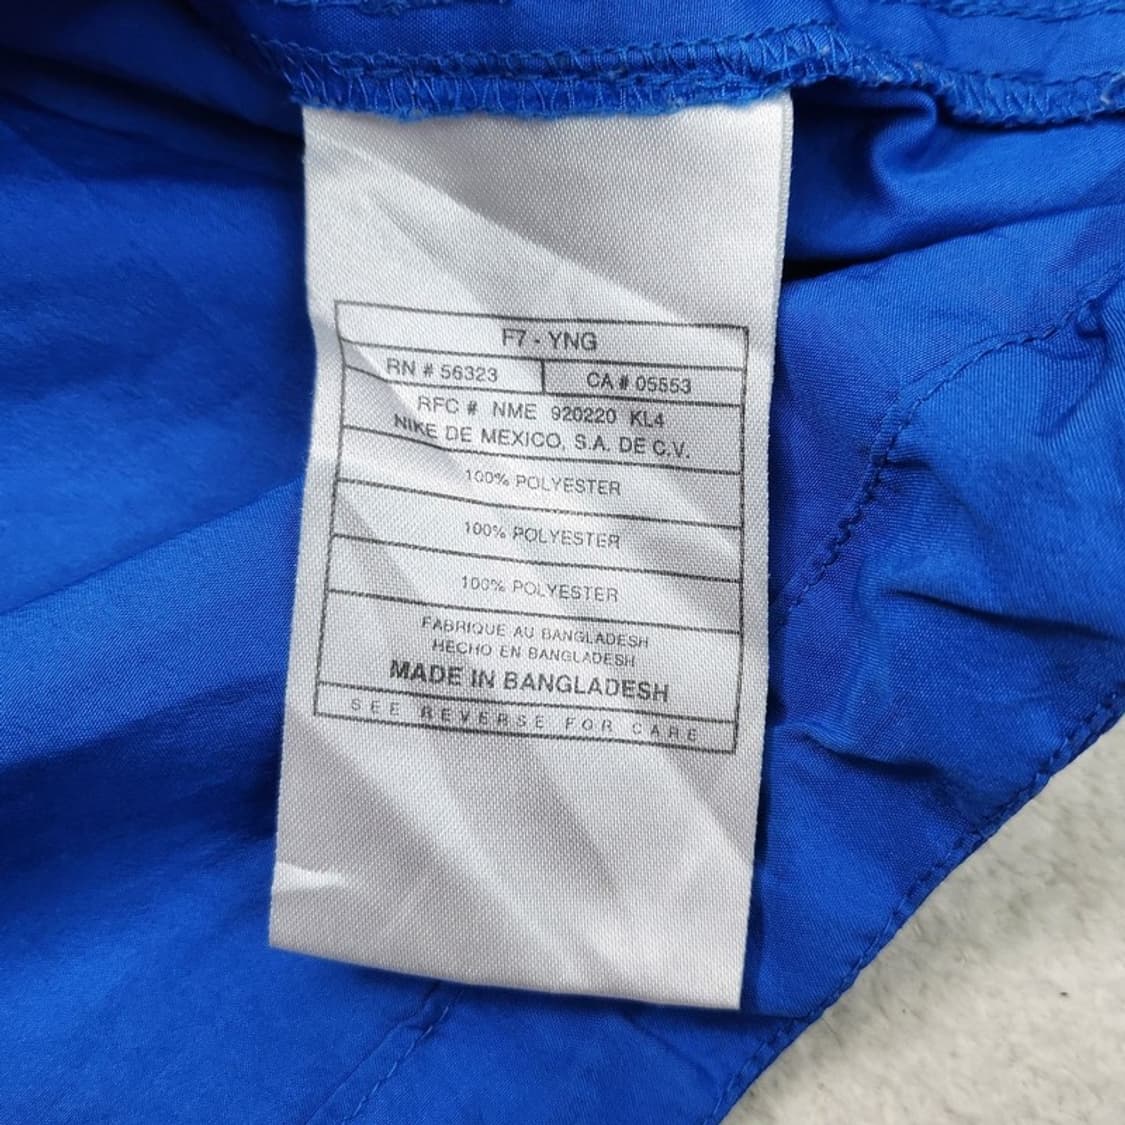 F7 - YNG
RN # 56323 CA # 05553
RFC # NME 920220 KL4
NIKE DE MEXICO, S.A. DE C.V.
100% POLYESTER
100% POLYESTER
100% POLYESTER
FABRIQUE AU BANGLADESH
HECHO EN BANGLADESH
MADE IN BANGLADESH
SEE REVERSE FOR CARE